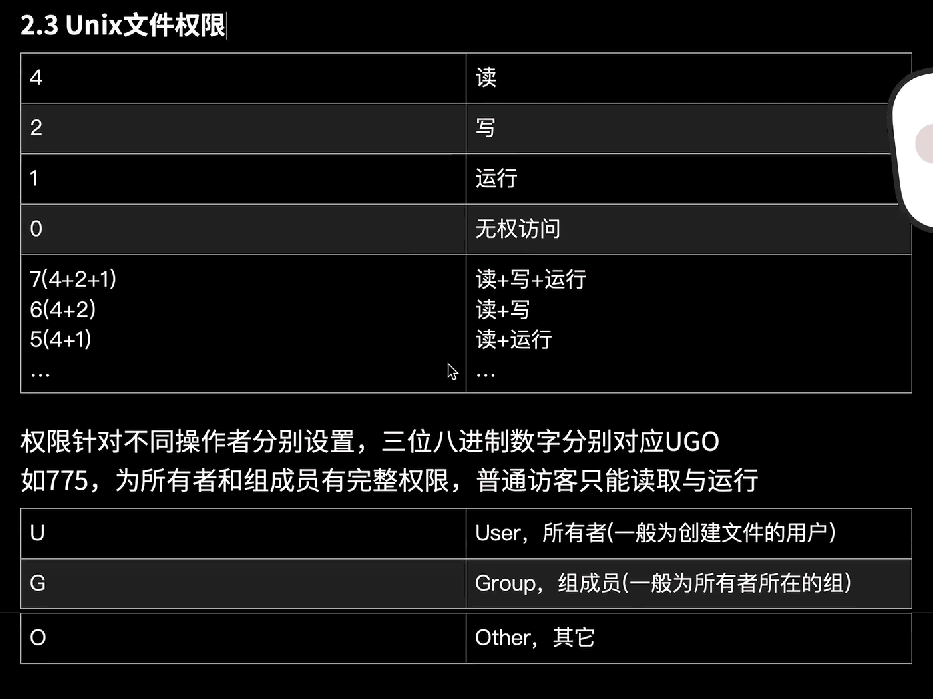 2.3 Unix文件权限
4 读
2 写
1 运行
0 无权访问
7(4+2+1) 读+写+运行
6(4+2) 读+写
5(4+1) 读+运行
... ...
权限针对不同操作者分别设置，三位八进制数字分别对应UGO
如775，为所有者和组成员有完整权限，普通访客只能读取与运行
U User，所有者(一般为创建文件的用户)
G Group，组成员(一般为所有者所在的组)
O Other，其它